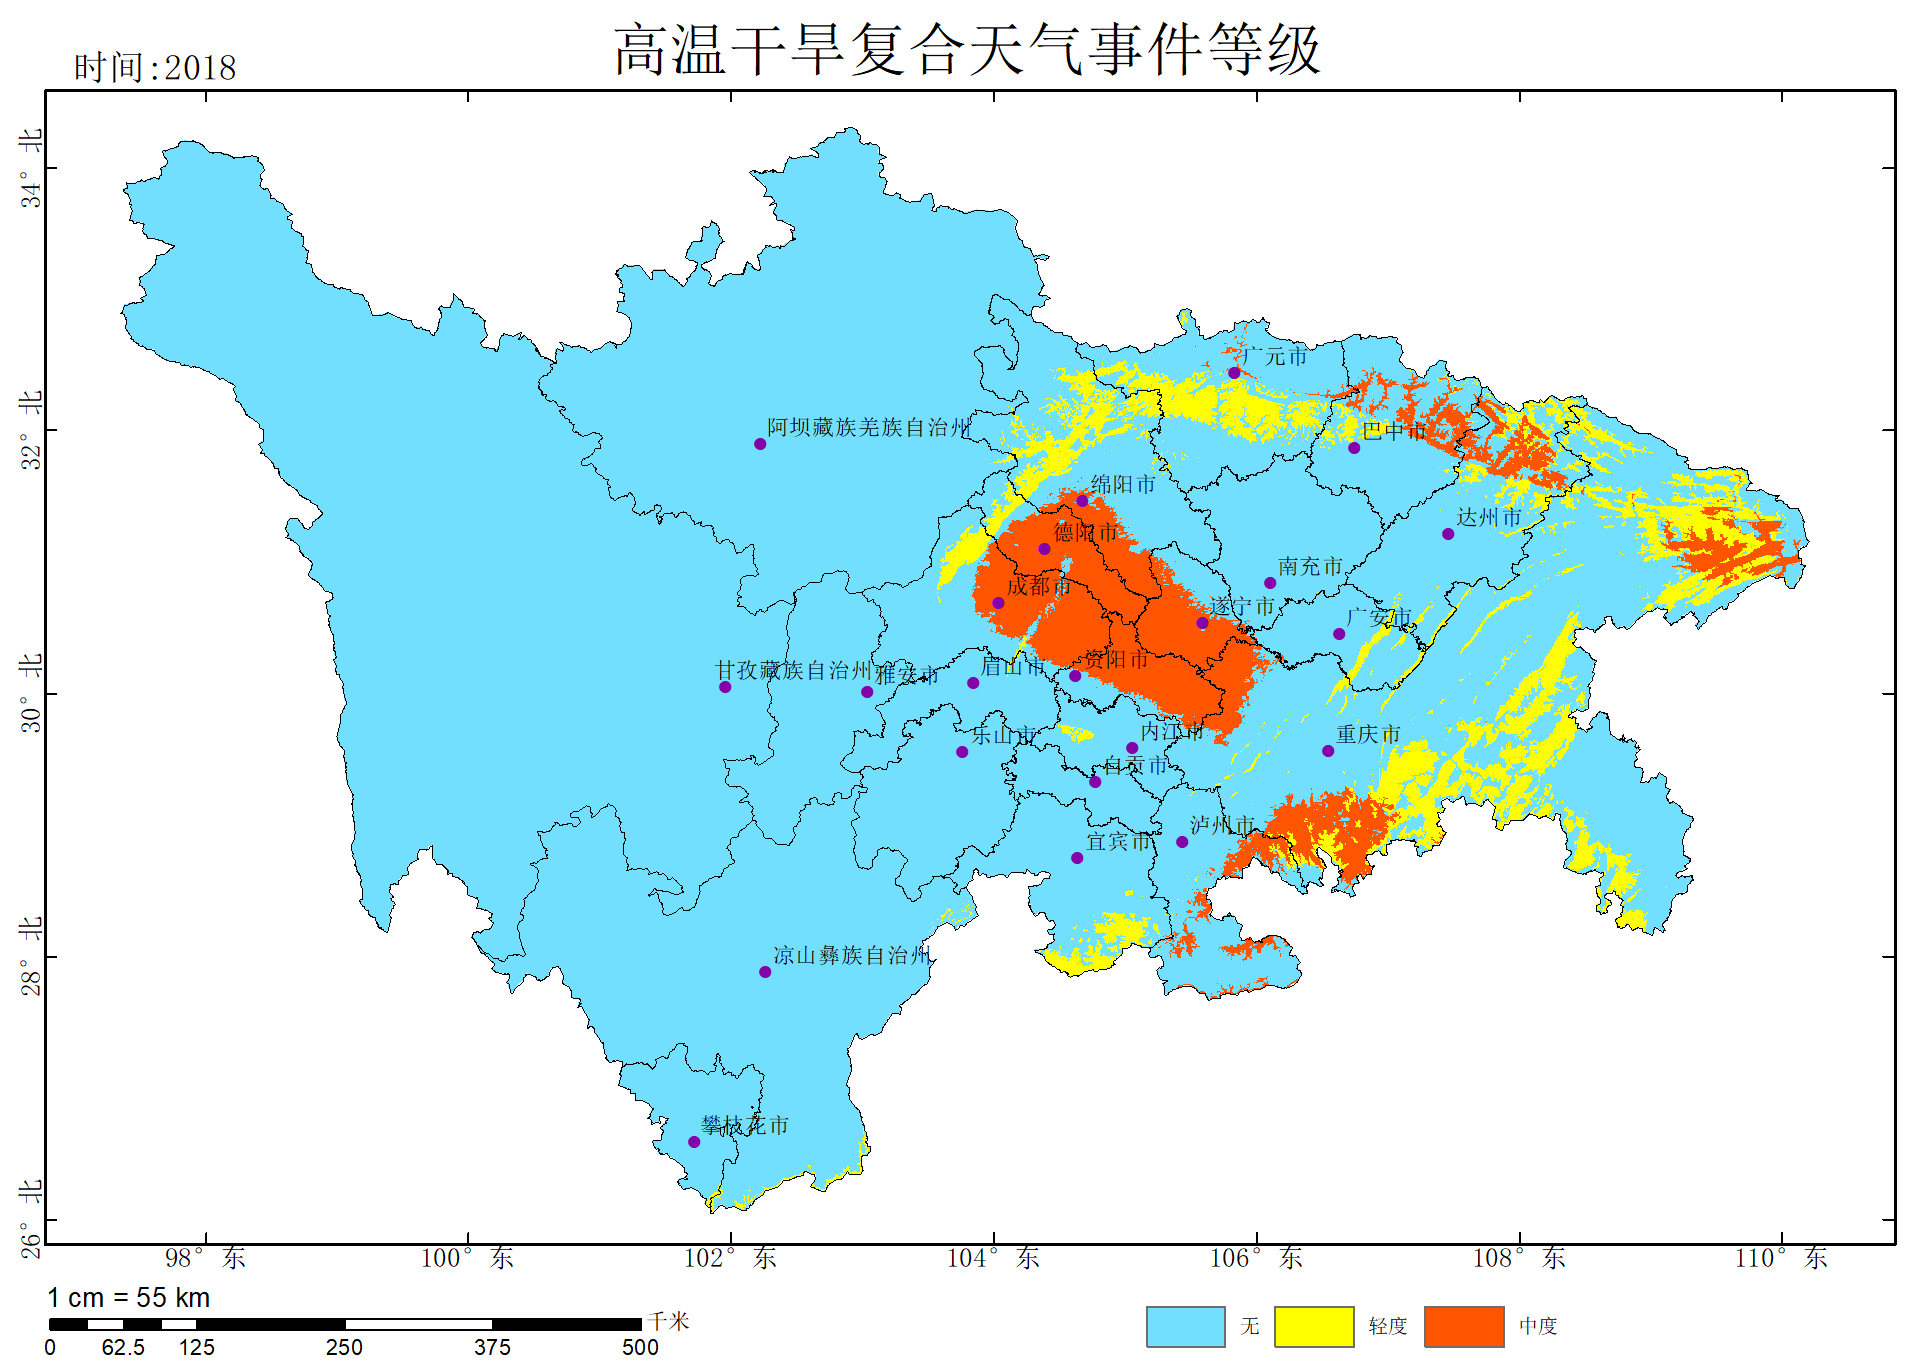 高温干旱复合天气事件等级
时间:2018
34° 北
32° 北
30° 北
28° 北
26° 北
广元市
阿坝藏族羌族自治州
巴中市
绵阳市
达州市
德阳市
南充市
成都市
遂宁市
广安市
甘孜藏族自治州
雅安市
眉山市
资阳市
乐山市
内江市
重庆市
自贡市
泸州市
宜宾市
凉山彝族自治州
攀枝花市
98° 东
100° 东
102° 东
104° 东
106° 东
108° 东
110° 东
1 cm = 55 km
千米
0 62.5 125 250 375 500
无 轻度 中度